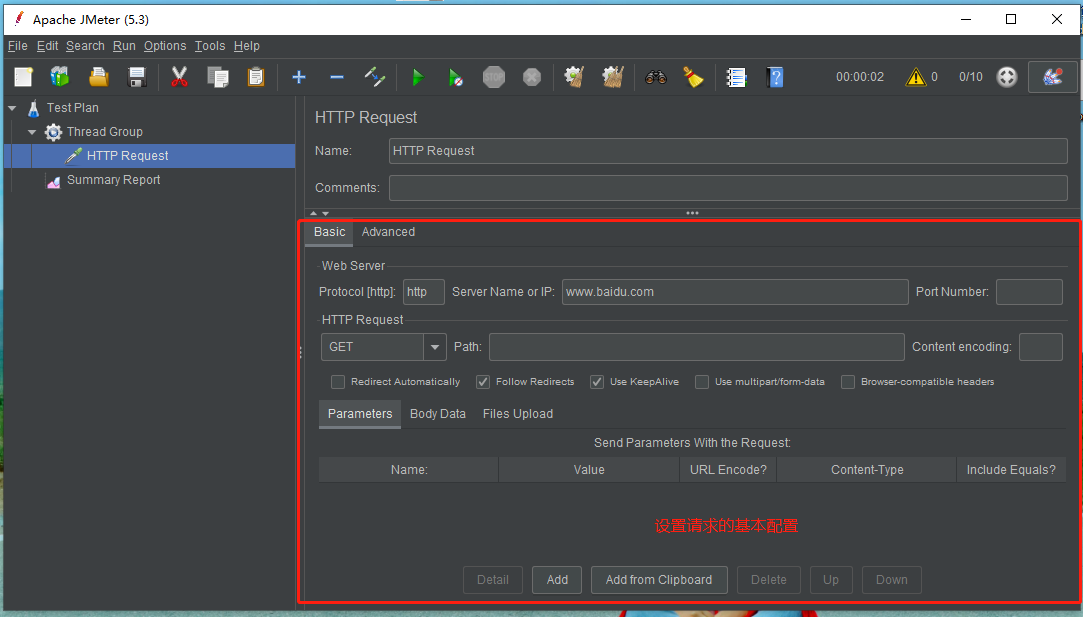 Apache JMeter (5.3)
File Edit Search Run Options Tools Help
STOP 00:00:02 0 0/10
Test Plan
Thread Group
HTTP Request
Summary Report
HTTP Request
Name: HTTP Request
Comments:
Basic Advanced
Web Server
Protocol [http]: http Server Name or IP: www.baidu.com Port Number:
HTTP Request
GET Path: Content encoding:
Redirect Automatically Follow Redirects Use KeepAlive Use multipart/form-data Browser-compatible headers
Parameters Body Data Files Upload
Send Parameters With the Request:
Name: Value URL Encode? Content-Type Include Equals?
设置请求的基本配置
Detail Add Add from Clipboard Delete Up Down